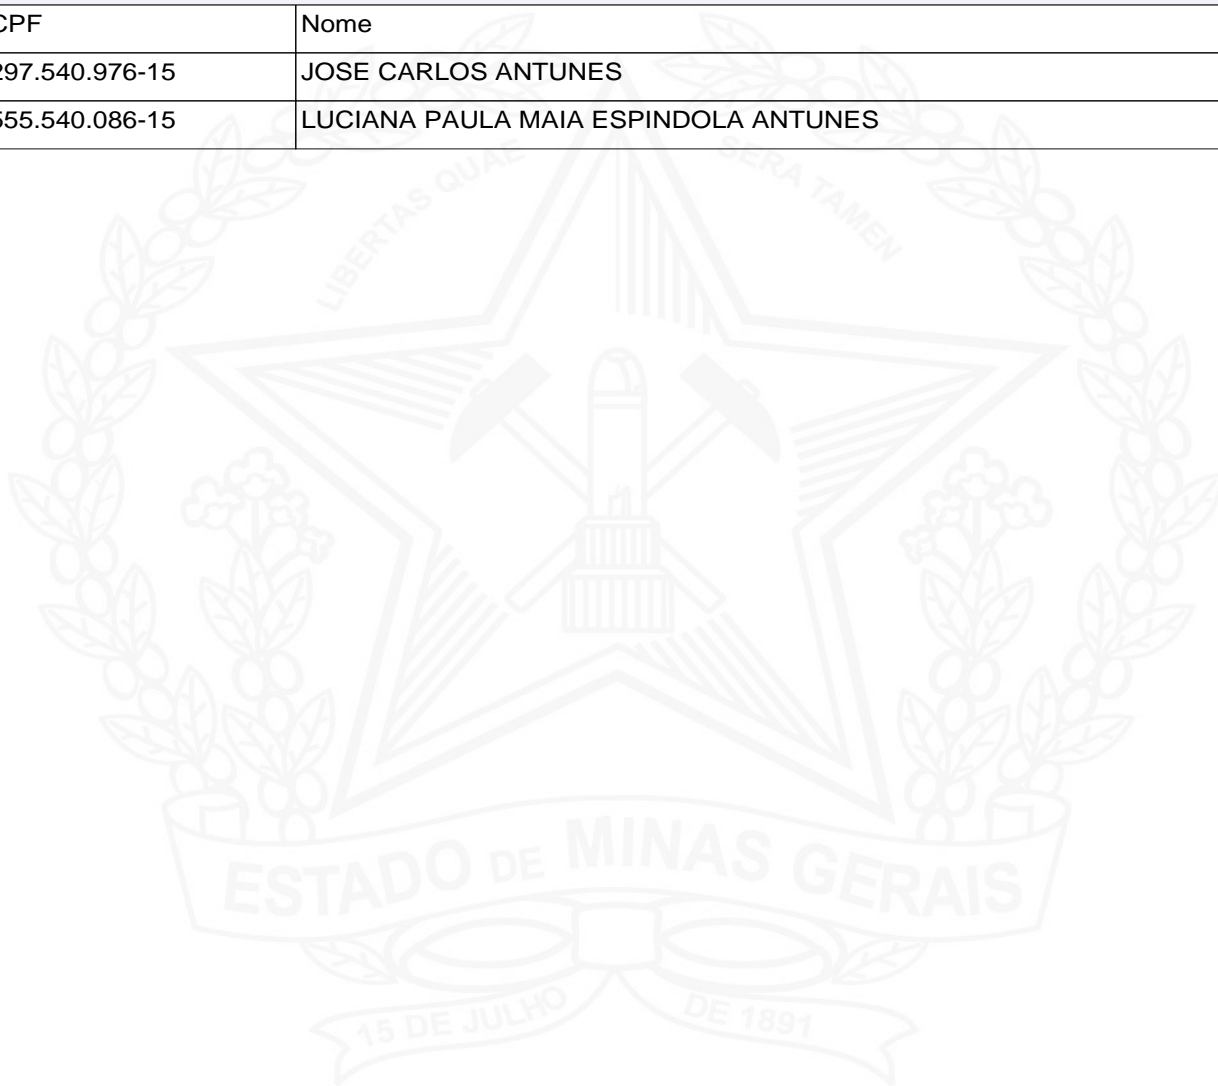 CPF Nome
297.540.976-15 JOSE CARLOS ANTUNES
555.540.086-15 LUCIANA PAULA MAIA ESPINDOLA ANTUNES
LIBERTAS QUAE SERA TAMEN
ESTADO DE MINAS GERAIS
15 DE JULHO DE 1891